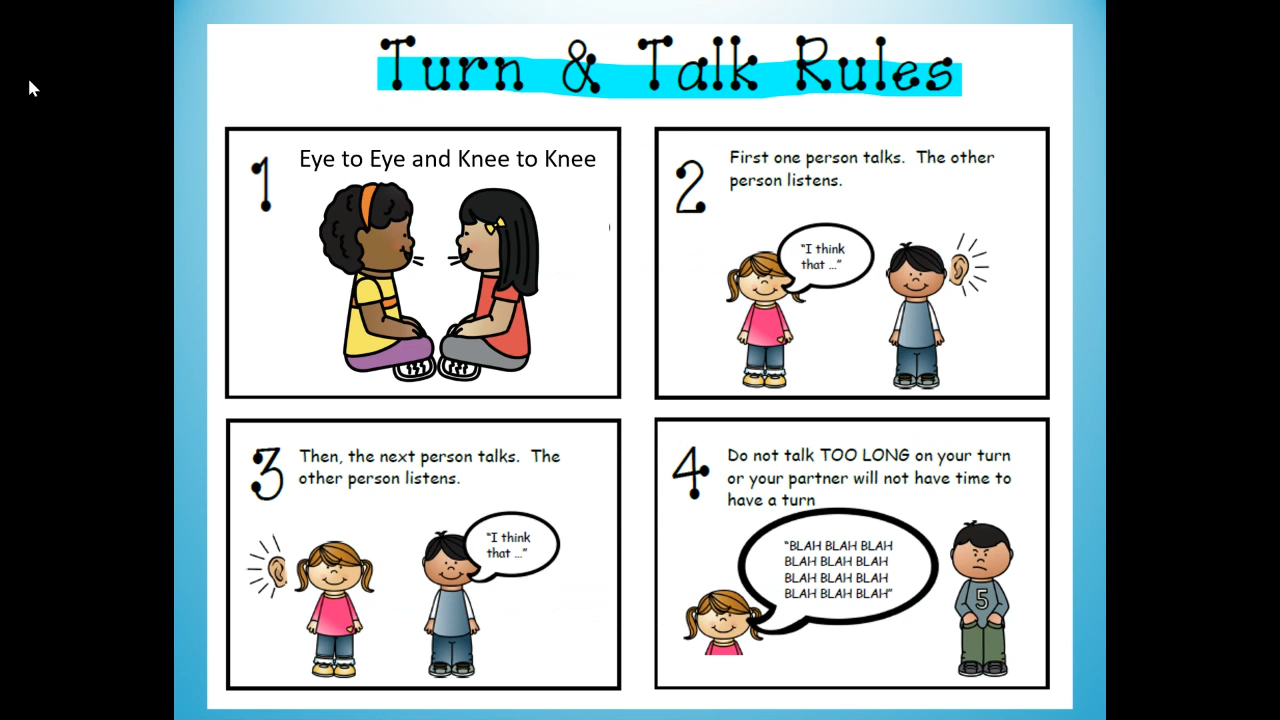 Turn & Talk Rules
1
Eye to Eye and Knee to Knee
2
First one person talks. The other
person listens.
"I think
that ..."
3
Then, the next person talks. The
other person listens.
"I think
that ..."
4
Do not talk TOO LONG on your turn
or your partner will not have time to
have a turn
"BLAH BLAH BLAH
BLAH BLAH BLAH
BLAH BLAH BLAH
BLAH BLAH BLAH"
5